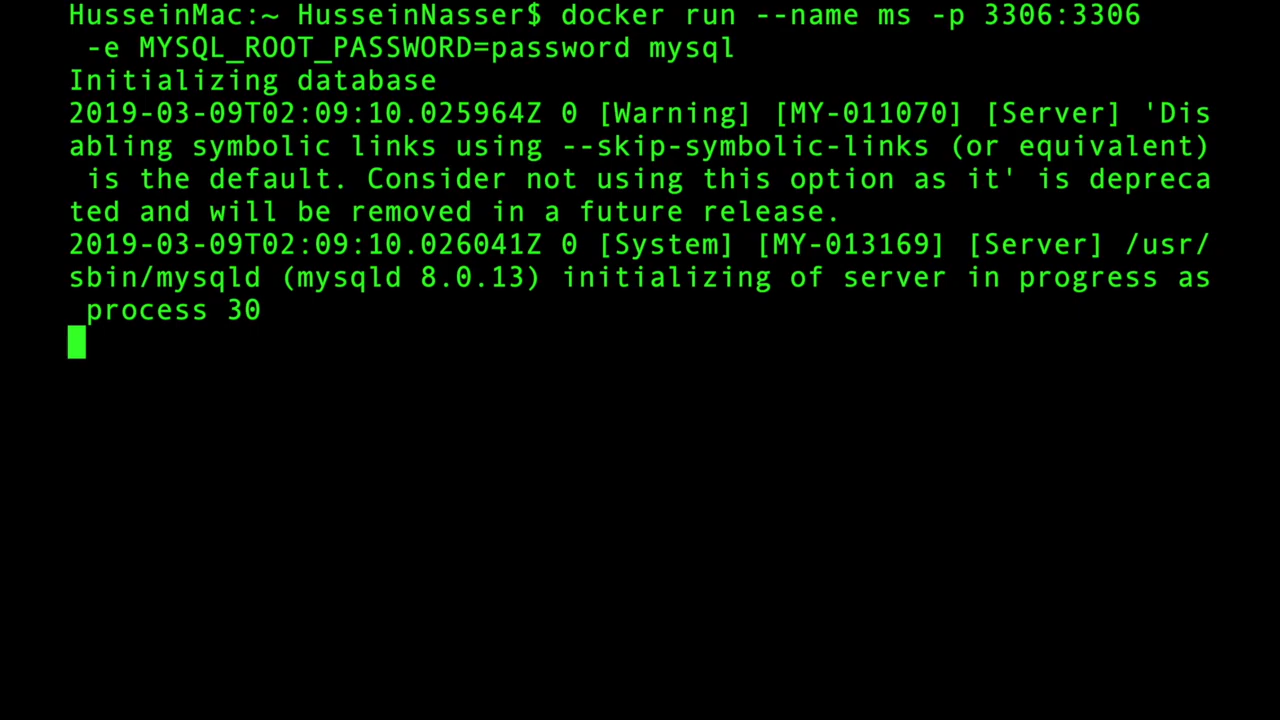 HusseinMac:~ HusseinNasser$ docker run --name ms -p 3306:3306
 -e MYSQL_ROOT_PASSWORD=password mysql
Initializing database
2019-03-09T02:09:10.025964Z 0 [Warning] [MY-011070] [Server] 'Dis
abling symbolic links using --skip-symbolic-links (or equivalent)
 is the default. Consider not using this option as it' is depreca
ted and will be removed in a future release.
2019-03-09T02:09:10.026041Z 0 [System] [MY-013169] [Server] /usr/
sbin/mysqld (mysqld 8.0.13) initializing of server in progress as
 process 30